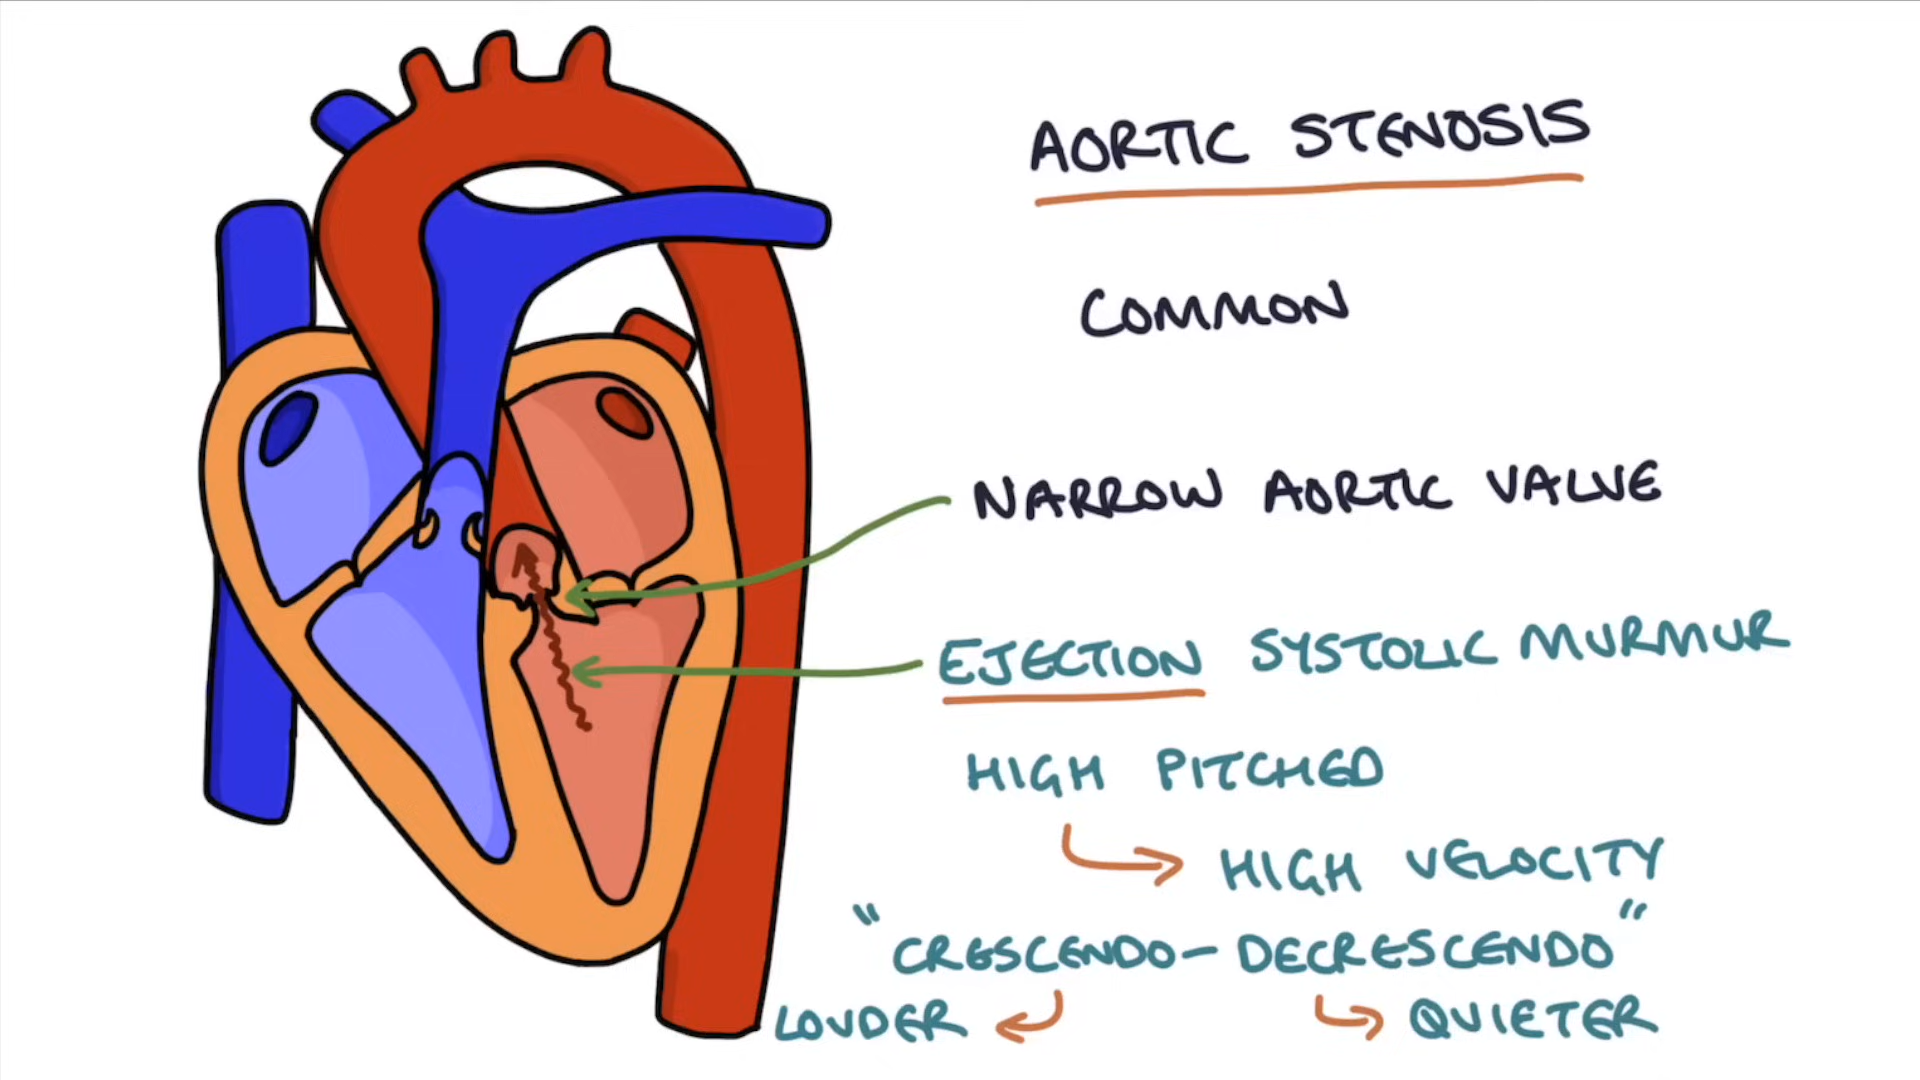 AORTIC STENOSIS
COMMON
NARROW AORTIC VALVE
EJECTION SYSTOLIC MURMUR
HIGH PITCHED
HIGH VELOCITY
"CRESCENDO-DECRESCENDO"
LOUDER QUIETER